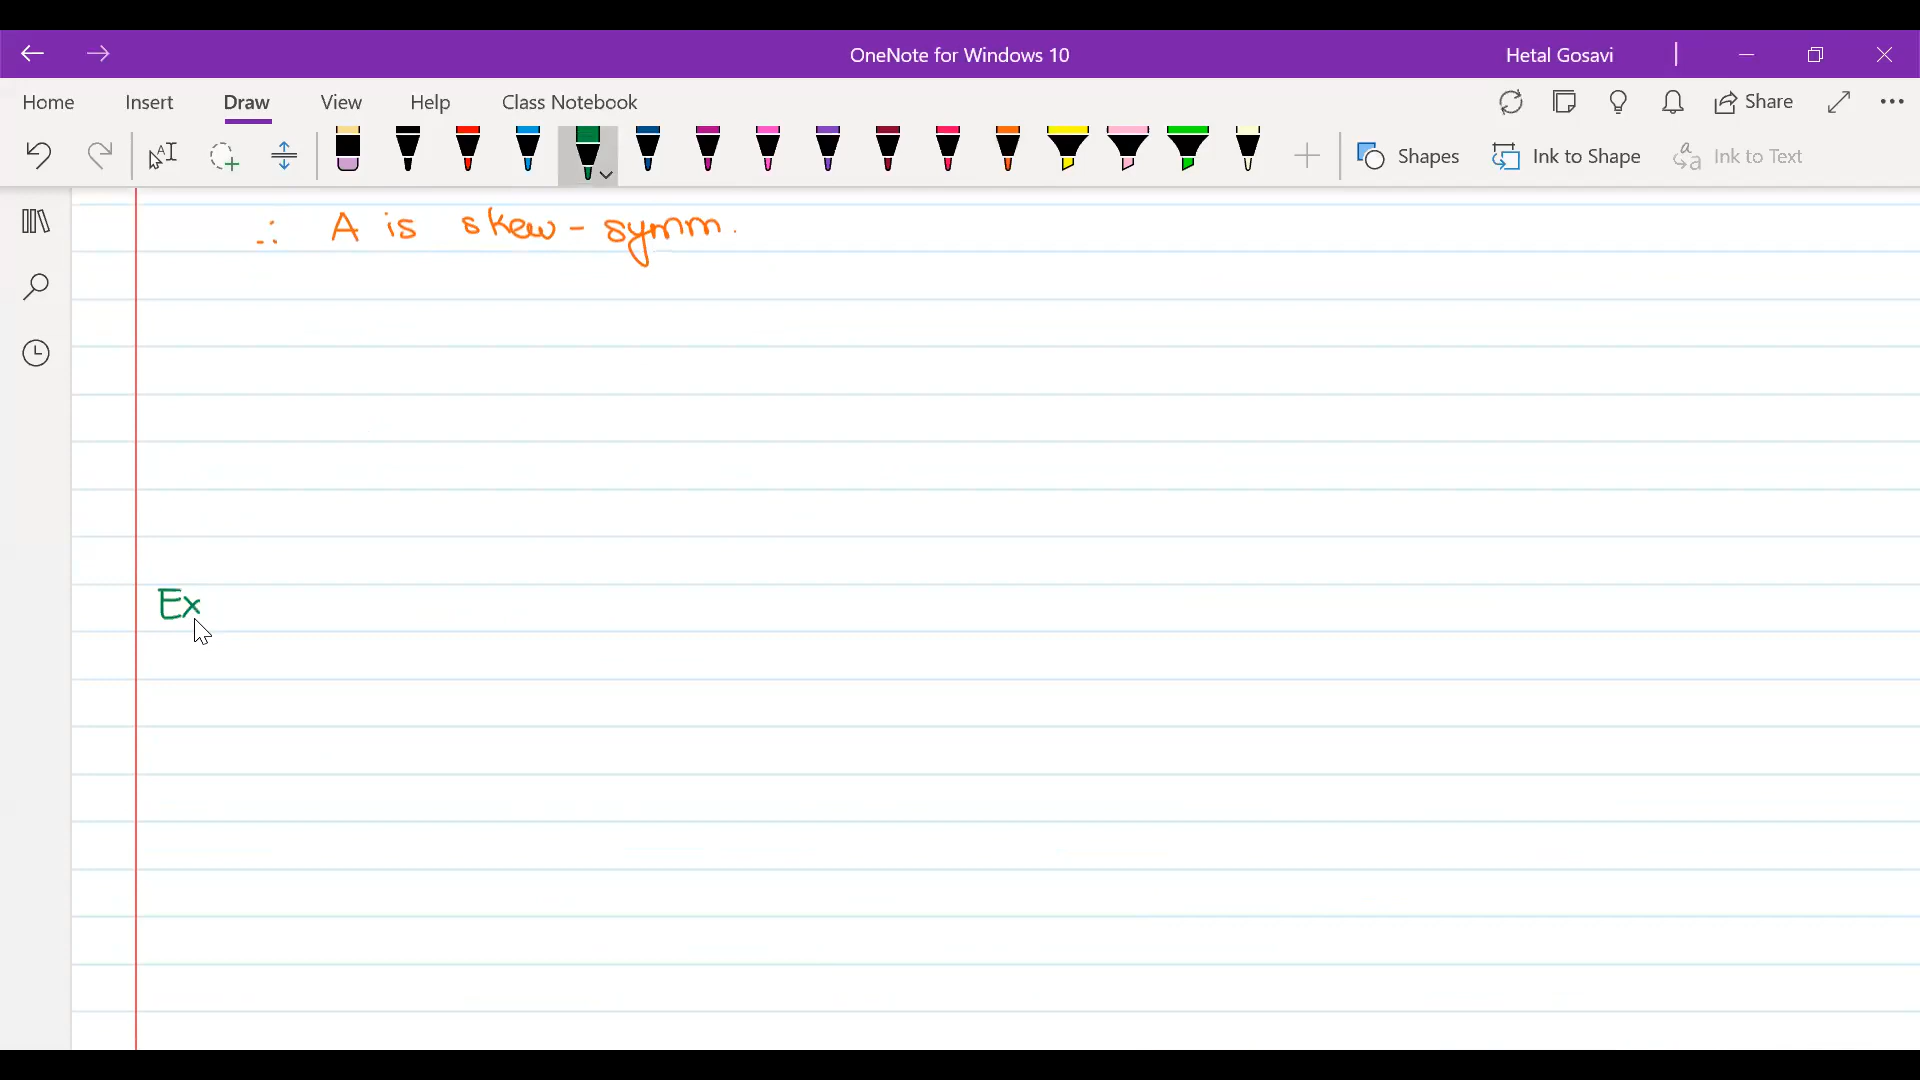 OneNote for Windows 10
Hetal Gosavi
Home Insert Draw View Help Class Notebook Share
Shapes Ink to Shape Ink to Text
∴ A is skew - symm.
Ex